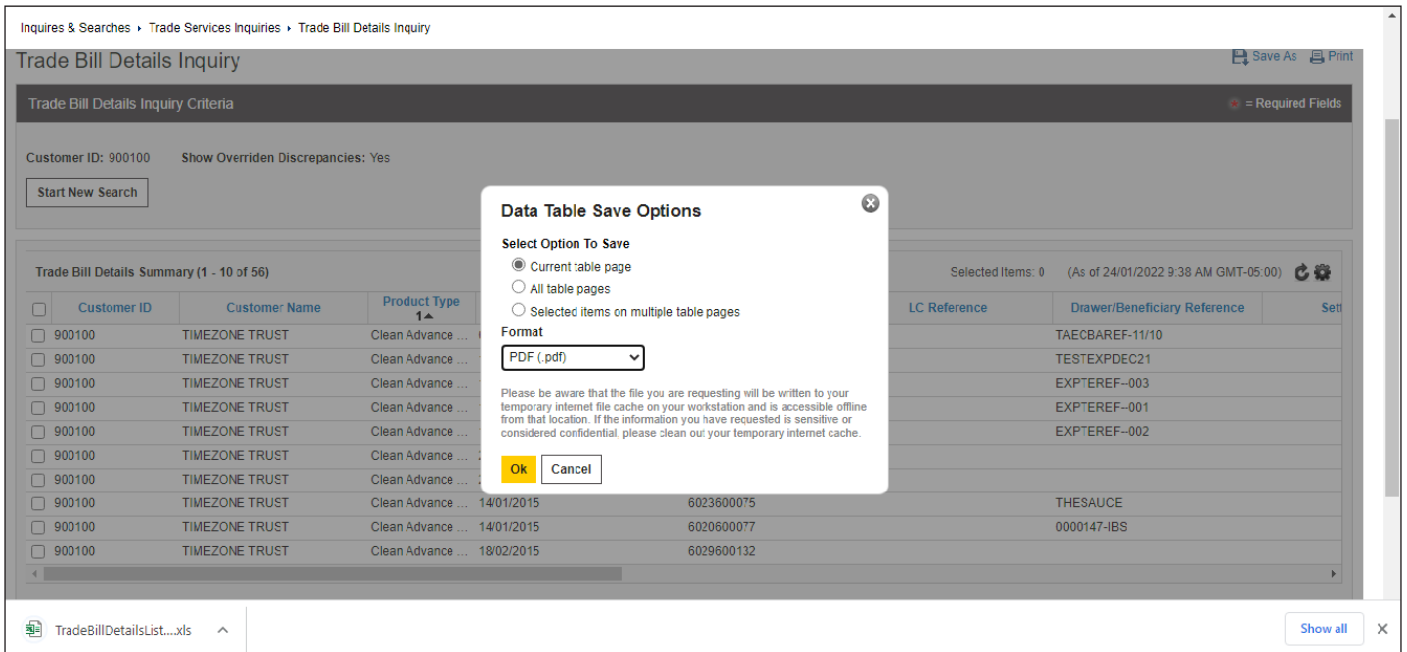 Inquires & Searches ▸ Trade Services Inquiries ▸ Trade Bill Details Inquiry
Trade Bill Details Inquiry
Save As Print
Trade Bill Details Inquiry Criteria
= Required Fields
Customer ID: 900100 Show Overriden Discrepancies: Yes
Start New Search
Data Table Save Options
Select Option To Save
Current table page
All table pages
Selected items on multiple table pages
Format
PDF (.pdf)
Please be aware that the file you are requesting will be written to your
temporary internet file cache on your workstation and is accessible offline
from that location. If the information you have requested is sensitive or
considered confidential, please clean out your temporary internet cache.
Ok Cancel
Trade Bill Details Summary (1 - 10 of 56) Selected Items: 0 (As of 24/01/2022 9:38 AM GMT-05:00)
Customer ID Customer Name Product Type 1 LC Reference Drawer/Beneficiary Reference Sett
900100 TIMEZONE TRUST Clean Advance ... TAECBAREF-11/10
900100 TIMEZONE TRUST Clean Advance ... TESTEXPDEC21
900100 TIMEZONE TRUST Clean Advance ... EXPTEREF--003
900100 TIMEZONE TRUST Clean Advance ... EXPTEREF--001
900100 TIMEZONE TRUST Clean Advance ... EXPTEREF--002
900100 TIMEZONE TRUST Clean Advance ...
900100 TIMEZONE TRUST Clean Advance ...
900100 TIMEZONE TRUST Clean Advance ... 14/01/2015 6023600075 THESAUCE
900100 TIMEZONE TRUST Clean Advance ... 14/01/2015 6020600077 0000147-IBS
900100 TIMEZONE TRUST Clean Advance ... 18/02/2015 6029600132
TradeBillDetailsList....xls
Show all